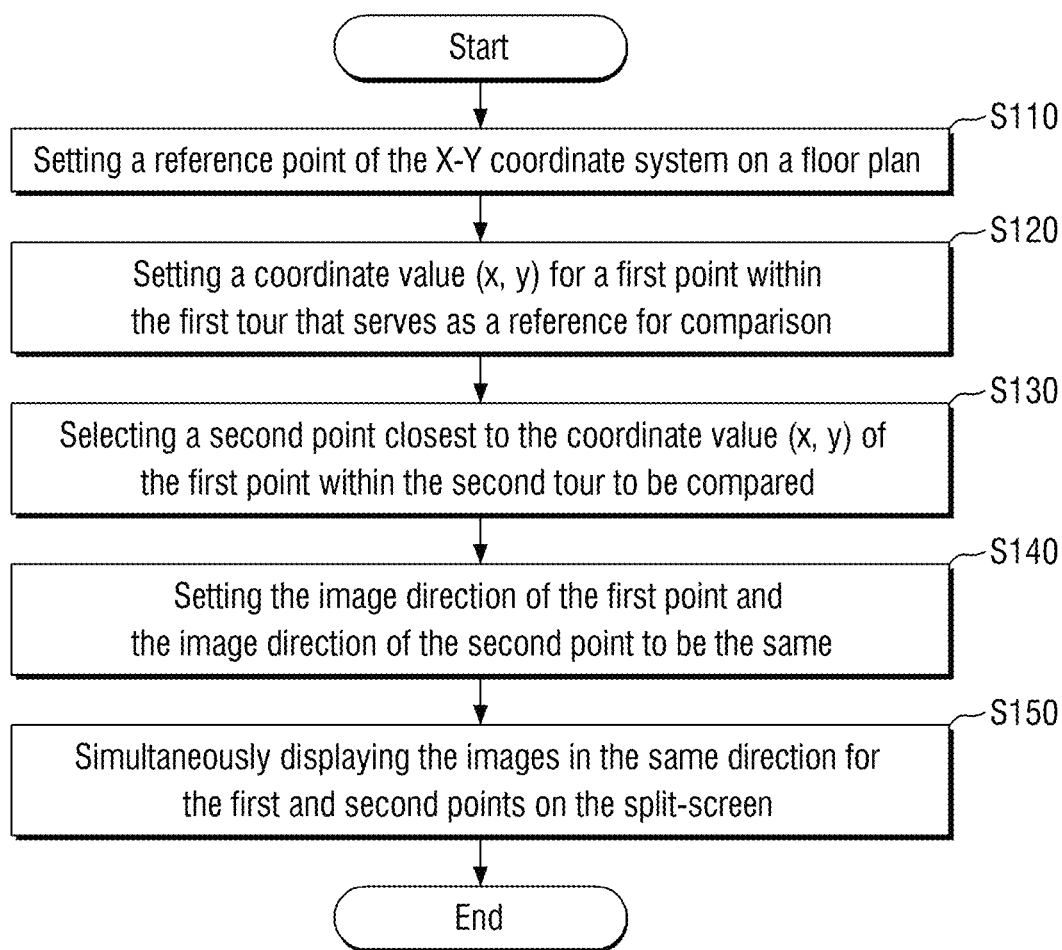 Start
S110
Setting a reference point of the X-Y coordinate system on a floor plan
S120
Setting a coordinate value (x, y) for a first point within
the first tour that serves as a reference for comparison
S130
Selecting a second point closest to the coordinate value (x, y) of
the first point within the second tour to be compared
S140
Setting the image direction of the first point and
the image direction of the second point to be the same
S150
Simultaneously displaying the images in the same direction for
the first and second points on the split-screen
End